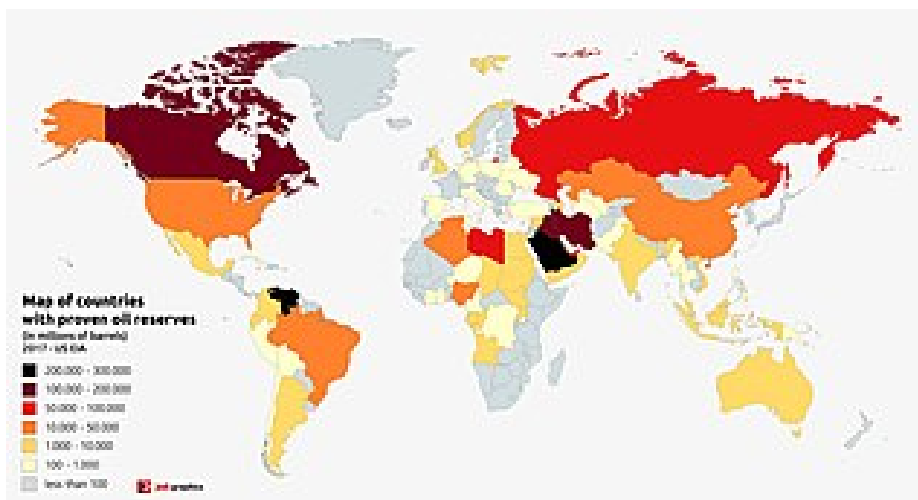 Map of countries
with proven oil reserves
(in millions of barrels)
2017 - US EIA
200.000 - 300.000
100.000 - 200.000
50.000 - 100.000
10.000 - 50.000
1.000 - 10.000
100 - 1.000
less than 100
graphics